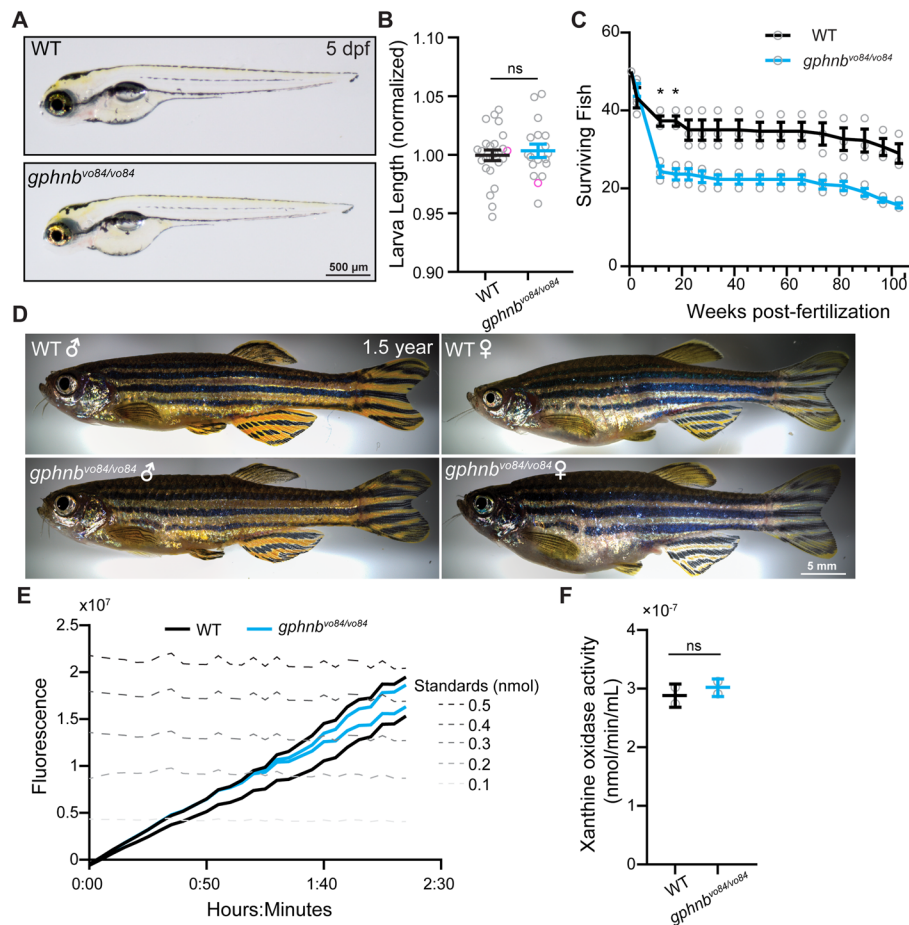 A
WT
5 dpf
gphnb^vo84/vo84
500 µm
B
1.10
1.05
1.00
0.95
0.90
Larva Length (normalized)
ns
WT
gphnb^vo84/vo84
C
WT
gphnb^vo84/vo84
60
40
20
0
Surviving Fish
* *
0 20 40 60 80 100
Weeks post-fertilization
D
WT ♂
1.5 year
WT ♀
gphnb^vo84/vo84 ♂
gphnb^vo84/vo84 ♀
5 mm
E
x10^7
WT
gphnb^vo84/vo84
2.5
2
1.5
1
0.5
0
Fluorescence
Standards (nmol)
0.5
0.4
0.3
0.2
0.1
0:00 0:50 1:40 2:30
Hours:Minutes
F
×10^-7
4
3
2
1
0
Xanthine oxidase activity
(nmol/min/mL)
ns
WT
gphnb^vo84/vo84